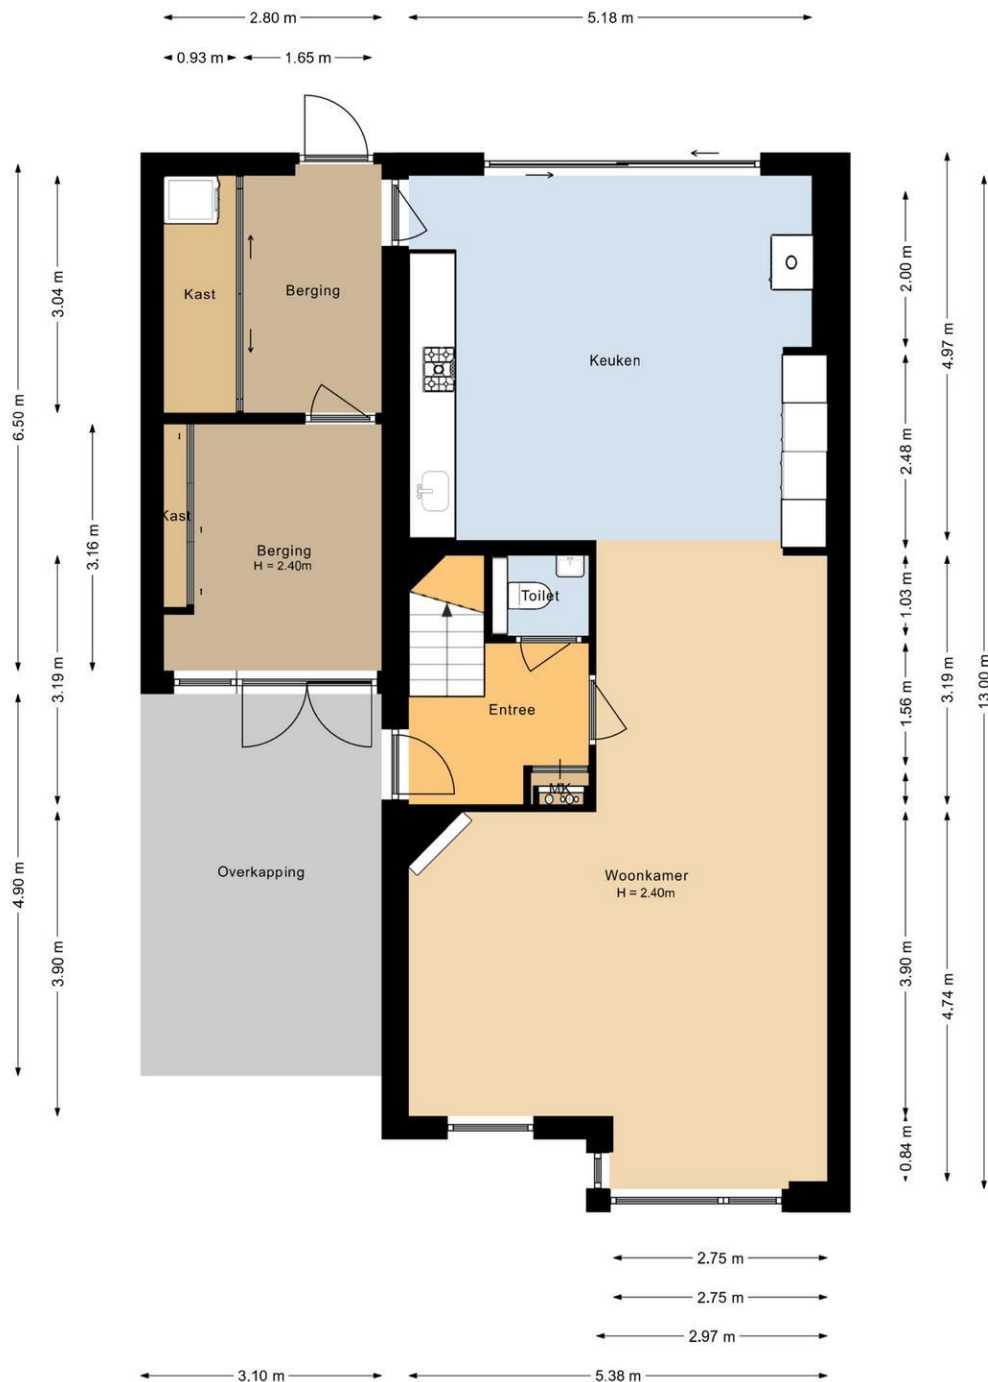 2.80 m
5.18 m
0.93 m
1.65 m
Kast
Berging
Keuken
3.04 m
6.50 m
3.16 m
3.19 m
4.90 m
3.90 m
2.00 m
4.97 m
2.48 m
1.03 m
1.56 m
3.19 m
13.00 m
3.90 m
4.74 m
0.84 m
Kast
Berging
H = 2.40m
Toilet
Entree
MK
Overkapping
Woonkamer
H = 2.40m
2.75 m
2.75 m
2.97 m
3.10 m
5.38 m